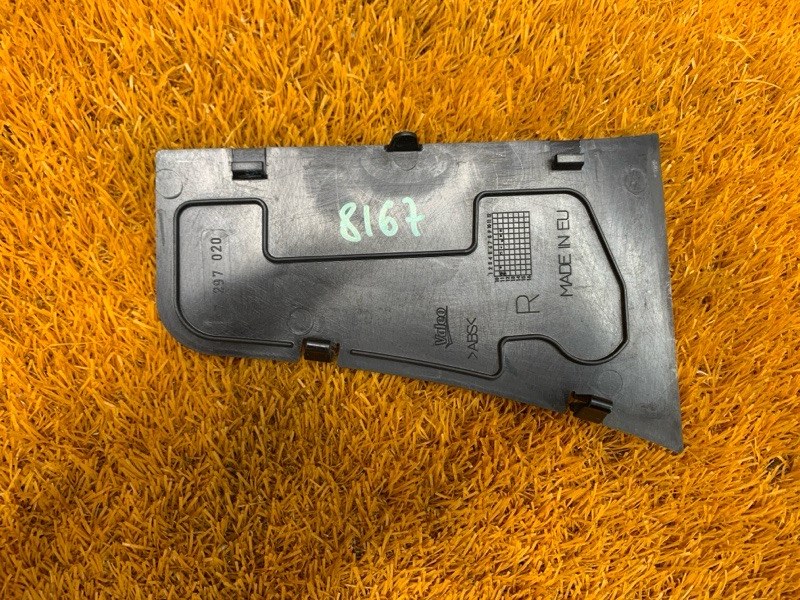 8167
297 020
Valeo
>ABS<
R
MADE IN EU